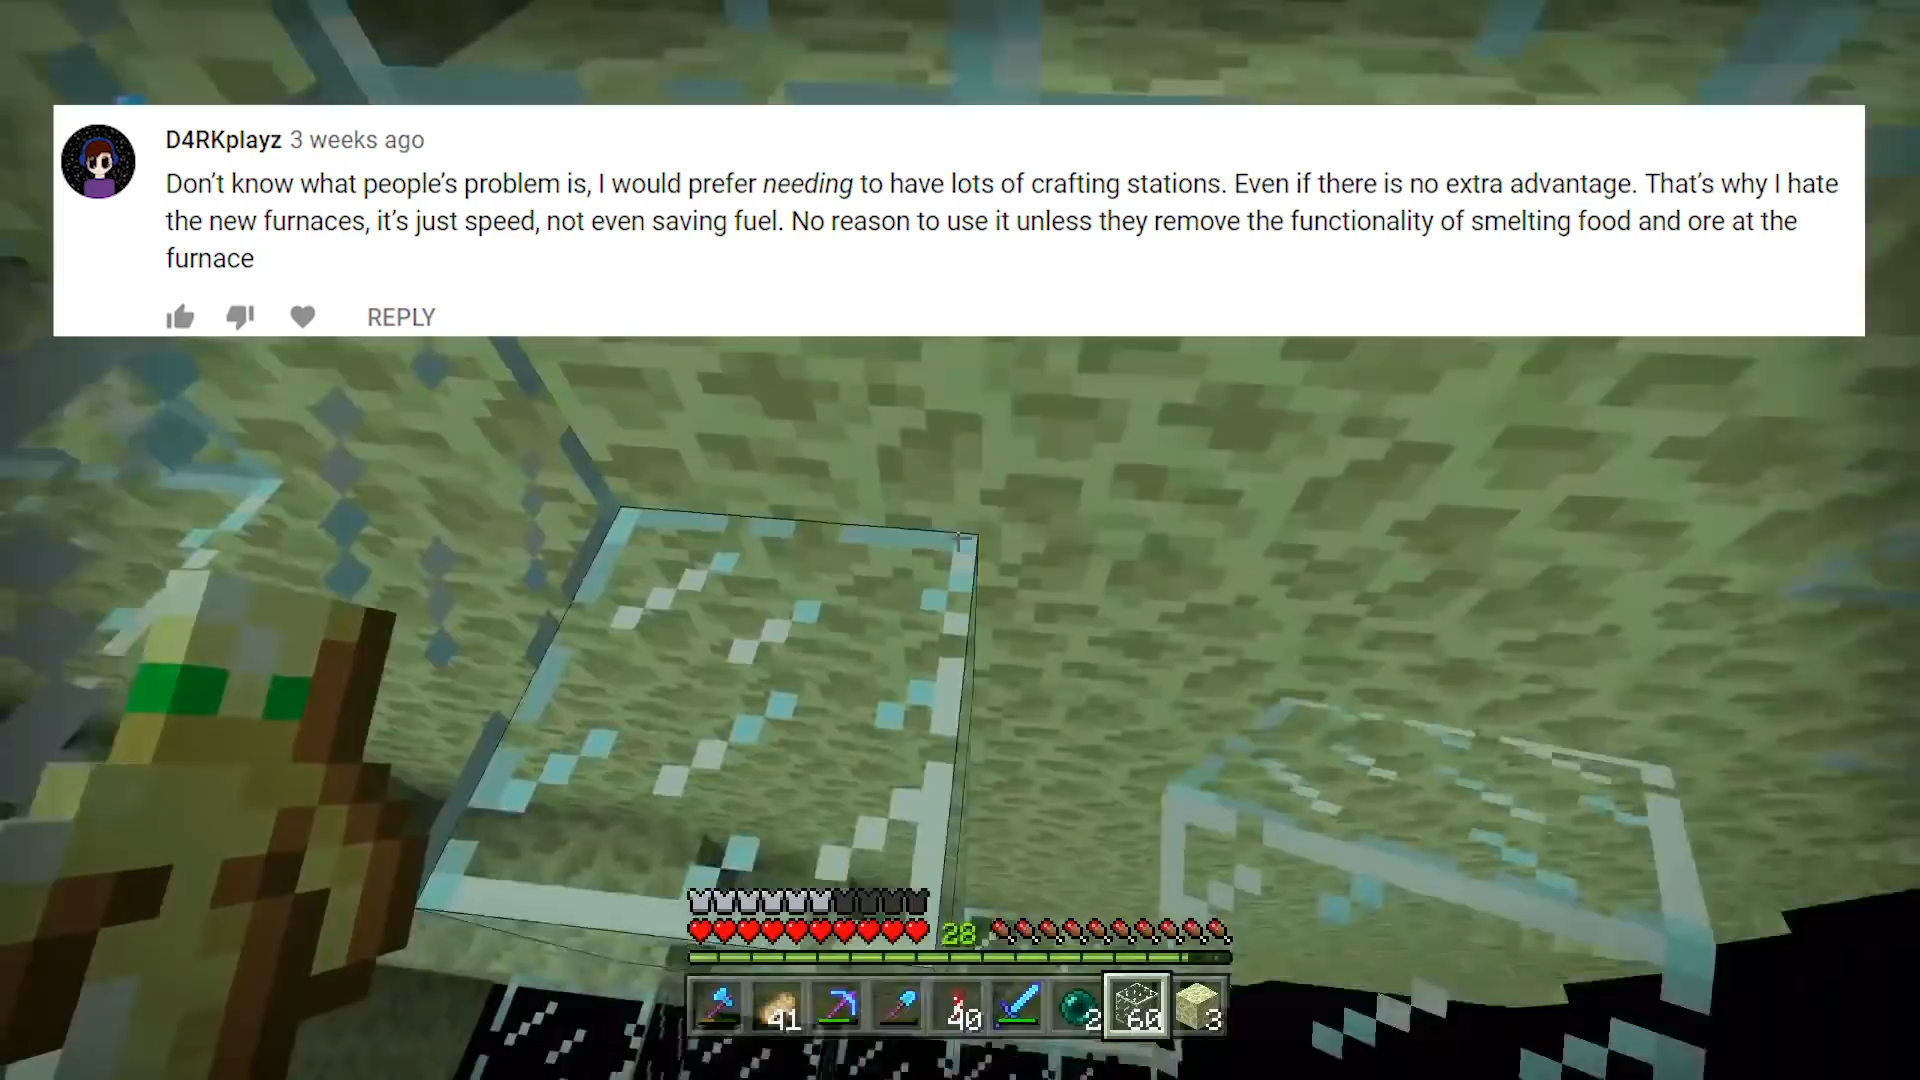 D4RKplayz 3 weeks ago
Don’t know what people’s problem is, I would prefer needing to have lots of crafting stations. Even if there is no extra advantage. That’s why I hate
the new furnaces, it’s just speed, not even saving fuel. No reason to use it unless they remove the functionality of smelting food and ore at the
furnace
REPLY
28
41 40 2 60 3